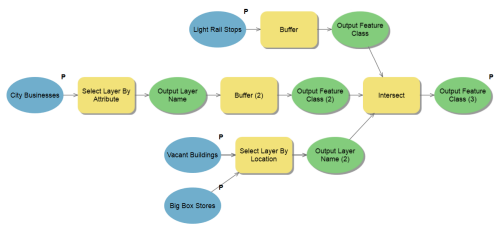 P
Light Rail Stops
Buffer
Output Feature
Class
P
City Businesses
Select Layer By
Attribute
Output Layer
Name
Buffer (2)
Output Feature
Class (2)
Intersect
P
Output Feature
Class (3)
P
Vacant Buildings
Select Layer By
Location
Output Layer
Name (2)
P
Big Box Stores